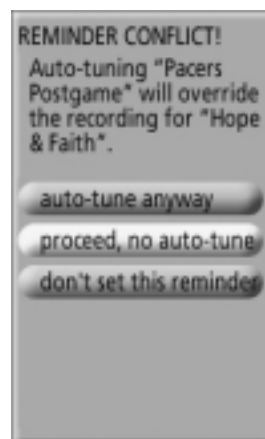 REMINDER CONFLICT!
Auto-tuning "Pacers
Postgame" will override
the recording for "Hope
& Faith".
auto-tune anyway
proceed, no auto-tune
don't set this reminder